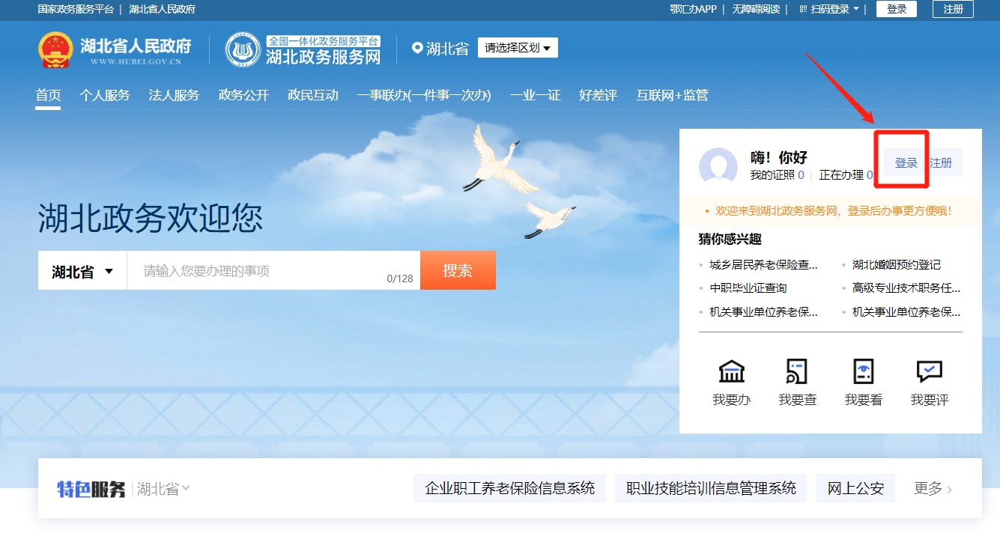 国家政务服务平台 | 湖北省人民政府 鄂汇办APP | 无障碍阅读 | 扫码登录 | 登录 注册
湖北省人民政府
WWW.HUBEI.GOV.CN
全国一体化政务服务平台
湖北政务服务网
湖北省 请选择区划
首页 个人服务 法人服务 政务公开 政民互动 一事联办(一件事一次办) 一业一证 好差评 互联网+监管
嗨！你好
我的证照 0 | 正在办理 0
登录 注册
• 欢迎来到湖北政务服务网，登录后办事更方便哦！
湖北政务欢迎您
湖北省 请输入您要办理的事项 0/128 搜索
猜你感兴趣
• 城乡居民养老保险查... • 湖北婚姻预约登记
• 中职毕业证查询 • 高级专业技术职务任...
• 机关事业单位养老保... • 机关事业单位养老保...
我要办 我要查 我要看 我要评
特色服务 | 湖北省 企业职工养老保险信息系统 职业技能培训信息管理系统 网上公安 更多 >